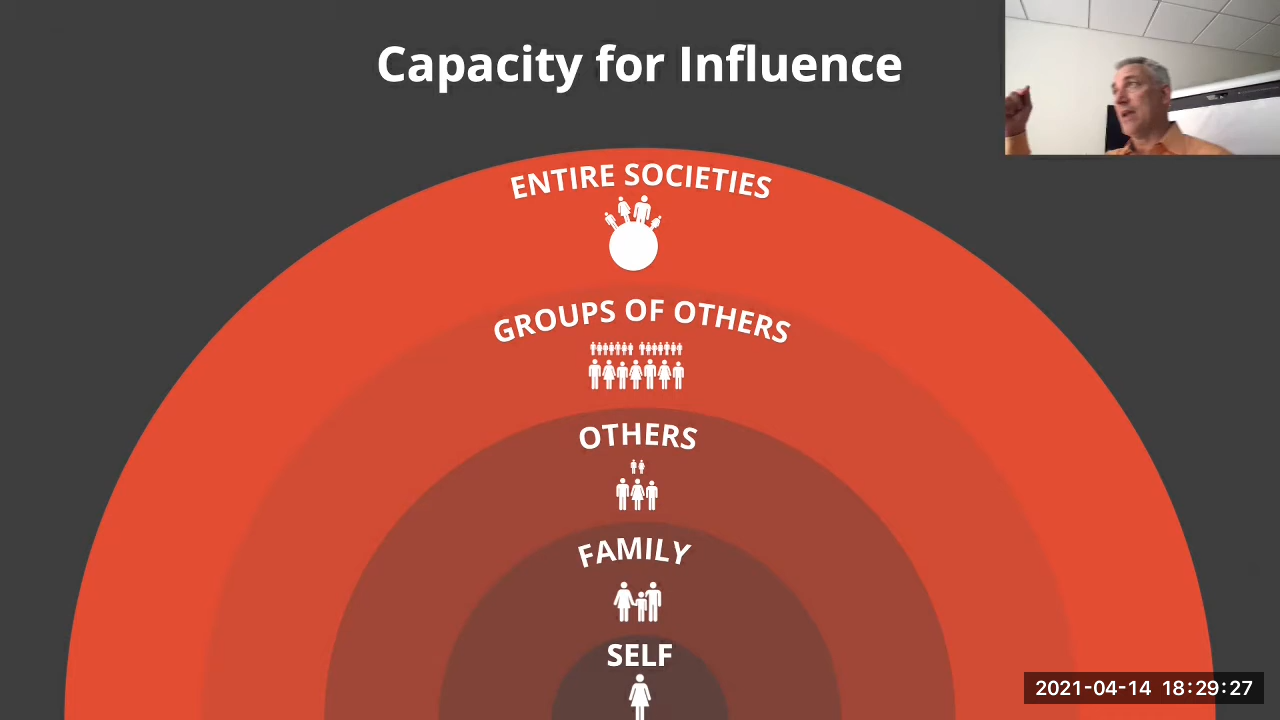 Capacity for Influence
ENTIRE SOCIETIES
GROUPS OF OTHERS
OTHERS
FAMILY
SELF
2021-04-14 18:29:27